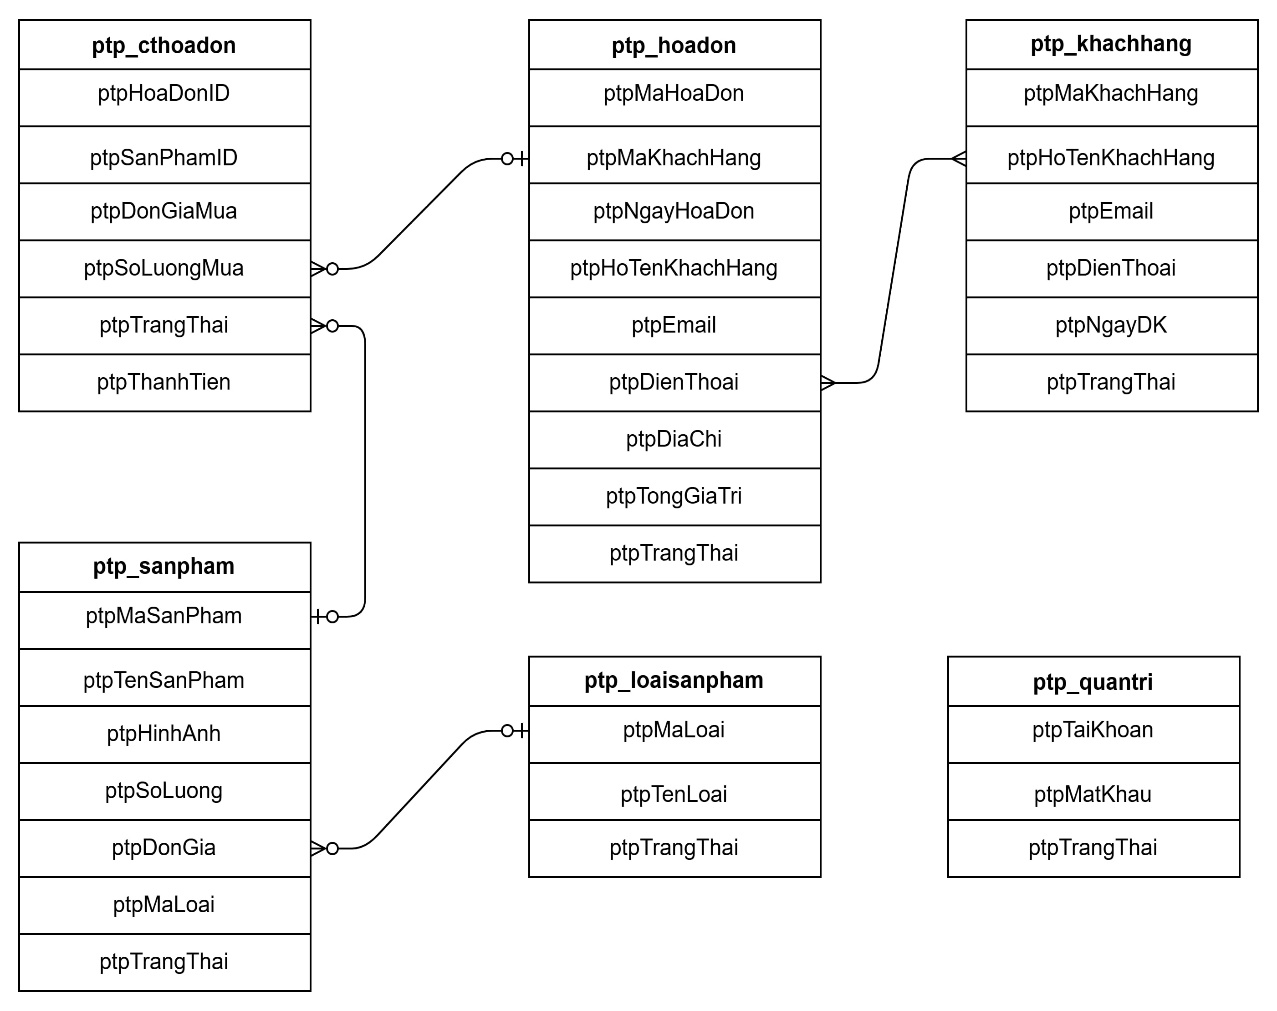 ptp_cthoadon
ptpHoaDonID
ptpSanPhamID
ptpDonGiaMua
ptpSoLuongMua
ptpTrangThai
ptpThanhTien
ptp_hoadon
ptpMaHoaDon
ptpMaKhachHang
ptpNgayHoaDon
ptpHoTenKhachHang
ptpEmail
ptpDienThoai
ptpDiaChi
ptpTongGiaTri
ptpTrangThai
ptp_khachhang
ptpMaKhachHang
ptpHoTenKhachHang
ptpEmail
ptpDienThoai
ptpNgayDK
ptpTrangThai
ptp_sanpham
ptpMaSanPham
ptpTenSanPham
ptpHinhAnh
ptpSoLuong
ptpDonGia
ptpMaLoai
ptpTrangThai
ptp_loaisanpham
ptpMaLoai
ptpTenLoai
ptpTrangThai
ptp_quantri
ptpTaiKhoan
ptpMatKhau
ptpTrangThai